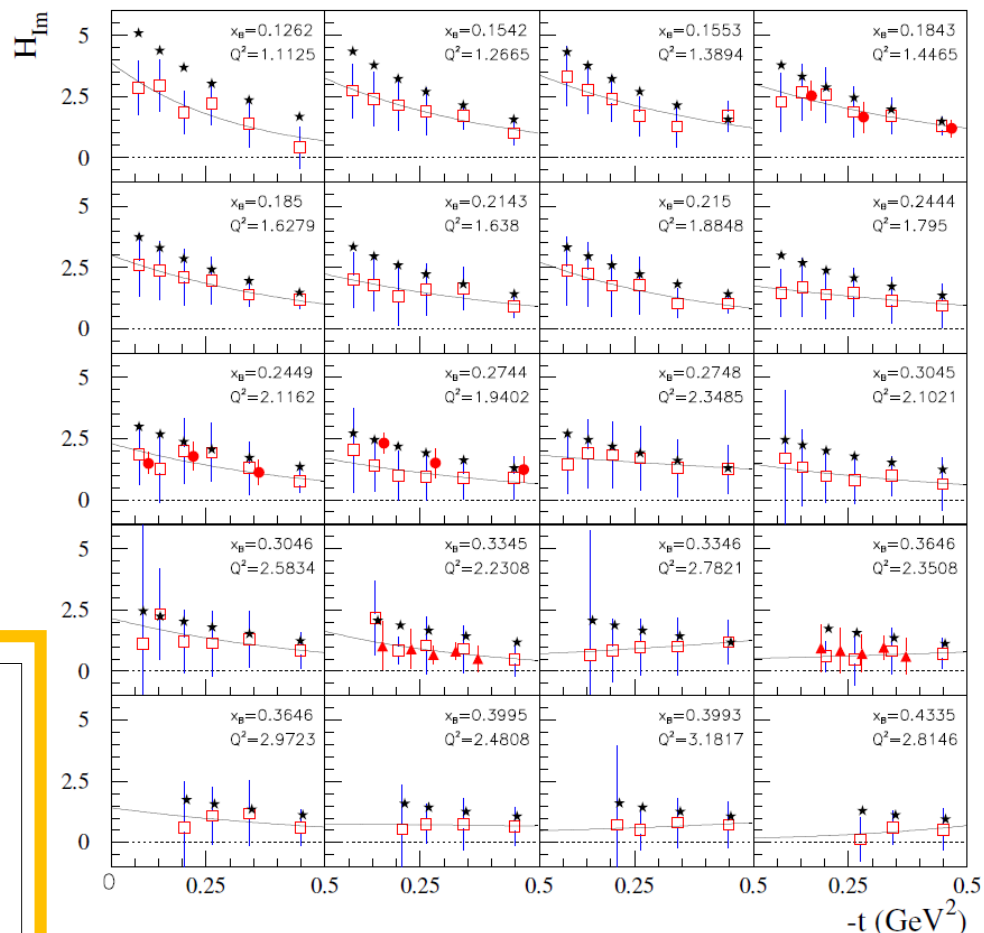 H_Im
5
2.5
0
x_B=0.1262
Q²=1.1125
x_B=0.1542
Q²=1.2665
x_B=0.1553
Q²=1.3894
x_B=0.1843
Q²=1.4465
5
2.5
0
x_B=0.185
Q²=1.6279
x_B=0.2143
Q²=1.638
x_B=0.215
Q²=1.8848
x_B=0.2444
Q²=1.795
5
2.5
0
x_B=0.2449
Q²=2.1162
x_B=0.2744
Q²=1.9402
x_B=0.2748
Q²=2.3485
x_B=0.3045
Q²=2.1021
5
2.5
0
x_B=0.3046
Q²=2.5834
x_B=0.3345
Q²=2.2308
x_B=0.3346
Q²=2.7821
x_B=0.3646
Q²=2.3508
5
2.5
0
x_B=0.3646
Q²=2.9723
x_B=0.3995
Q²=2.4808
x_B=0.3993
Q²=3.1817
x_B=0.4335
Q²=2.8146
0 0.25 0.5 0.25 0.5 0.25 0.5 0.25 0.5
-t (GeV²)